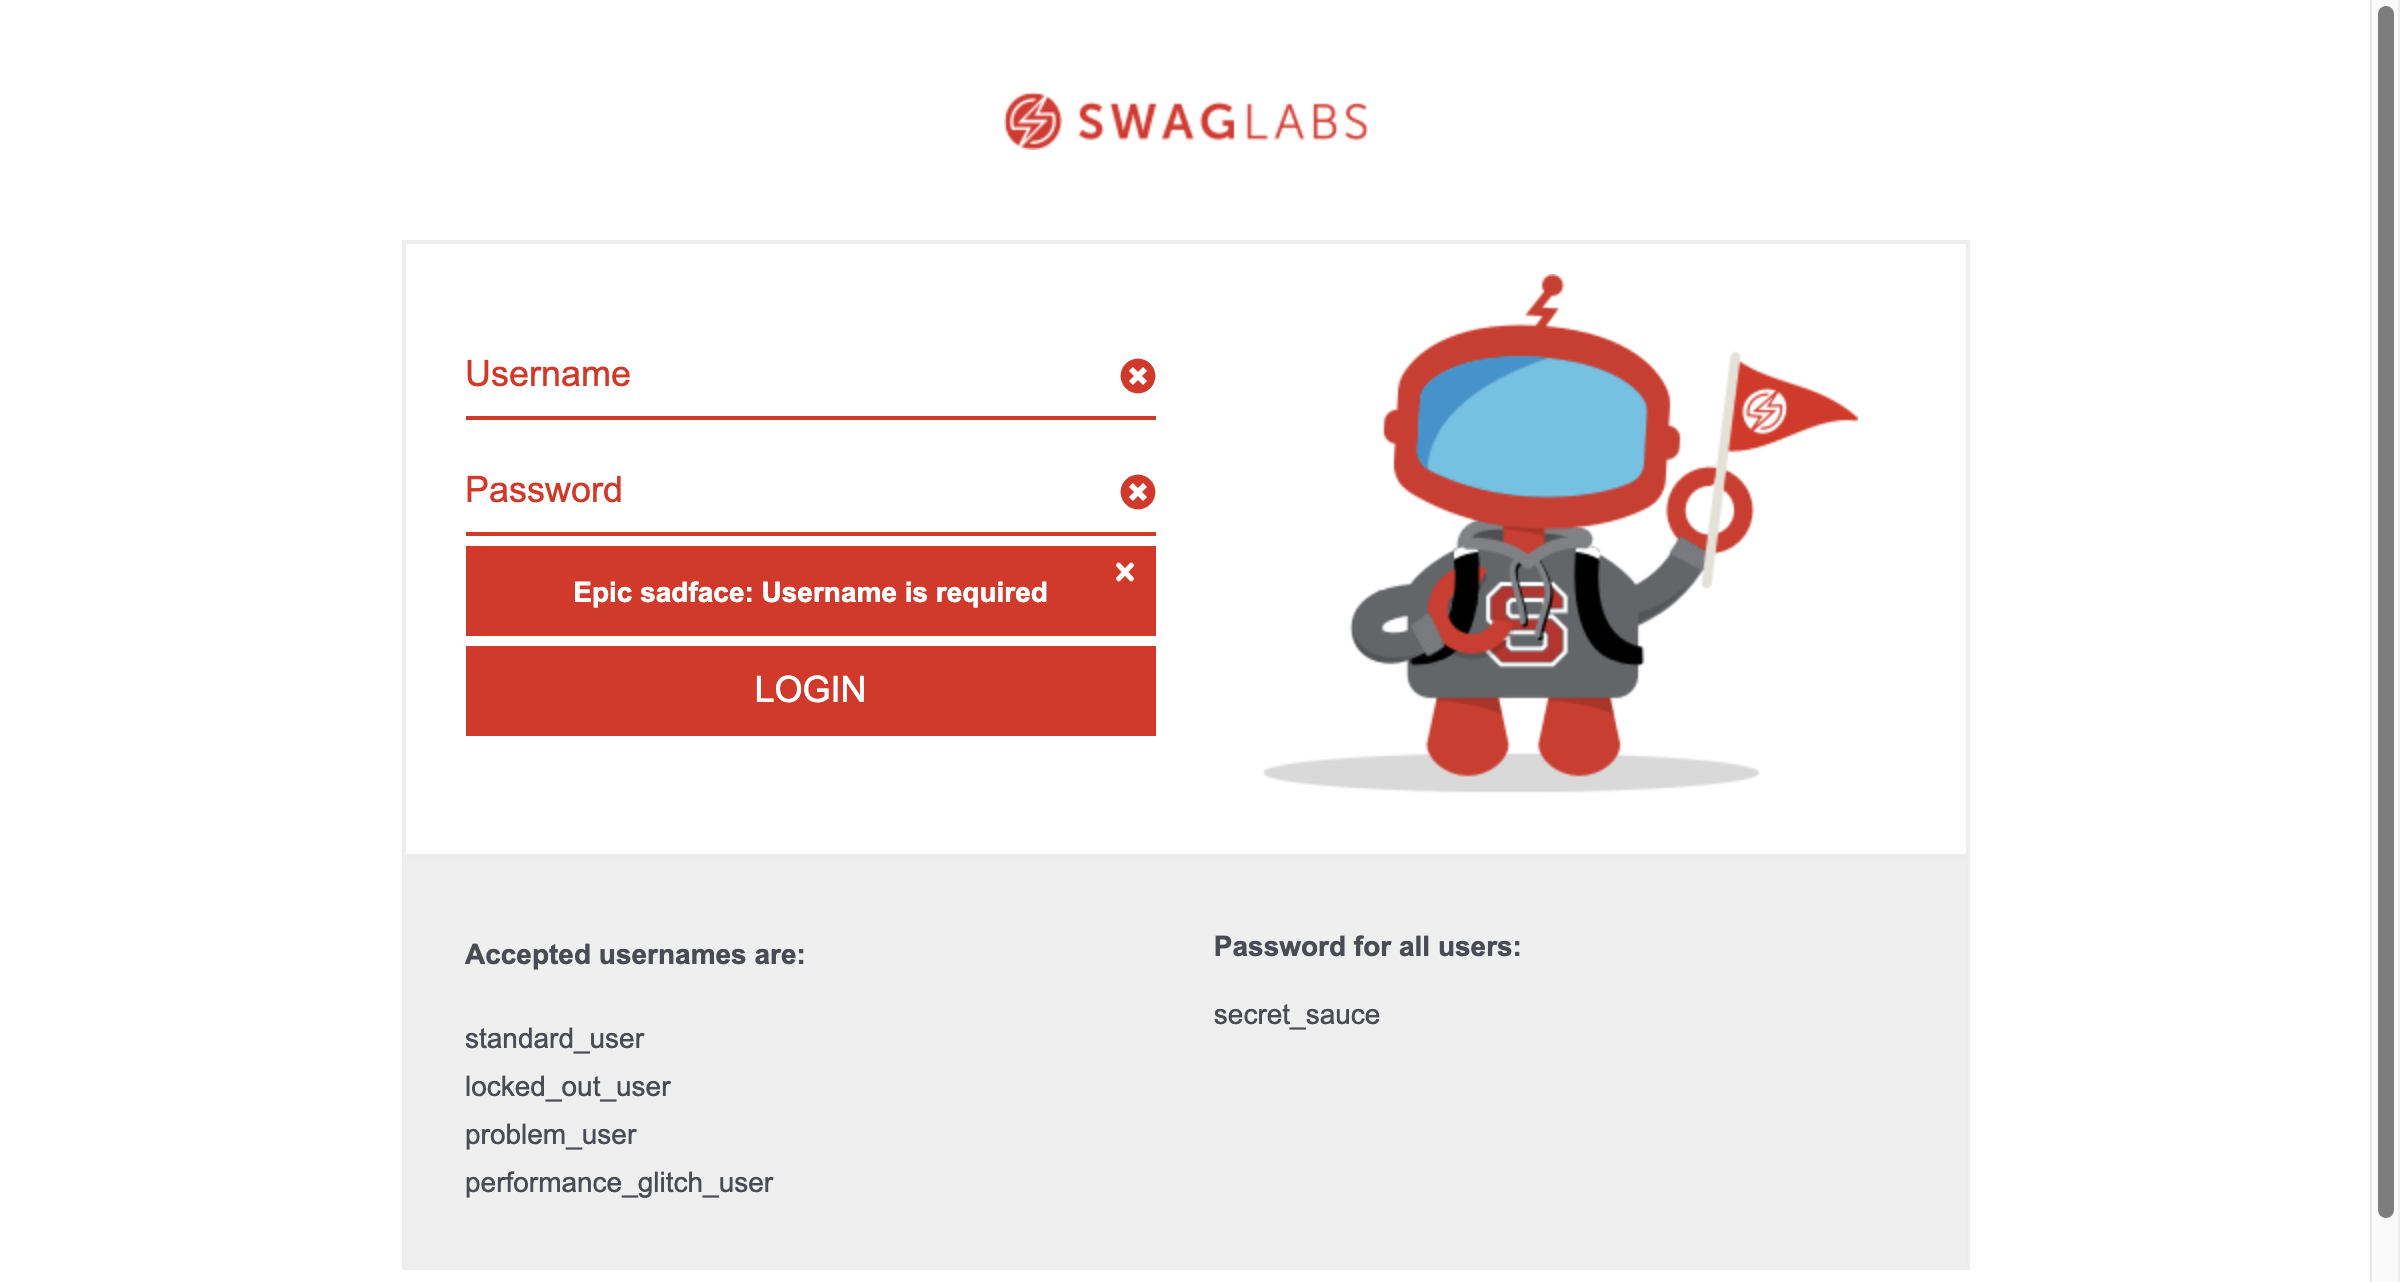 SWAGLABS
Username
Password
Epic sadface: Username is required
LOGIN
S
Accepted usernames are:
standard_user
locked_out_user
problem_user
performance_glitch_user
Password for all users:
secret_sauce